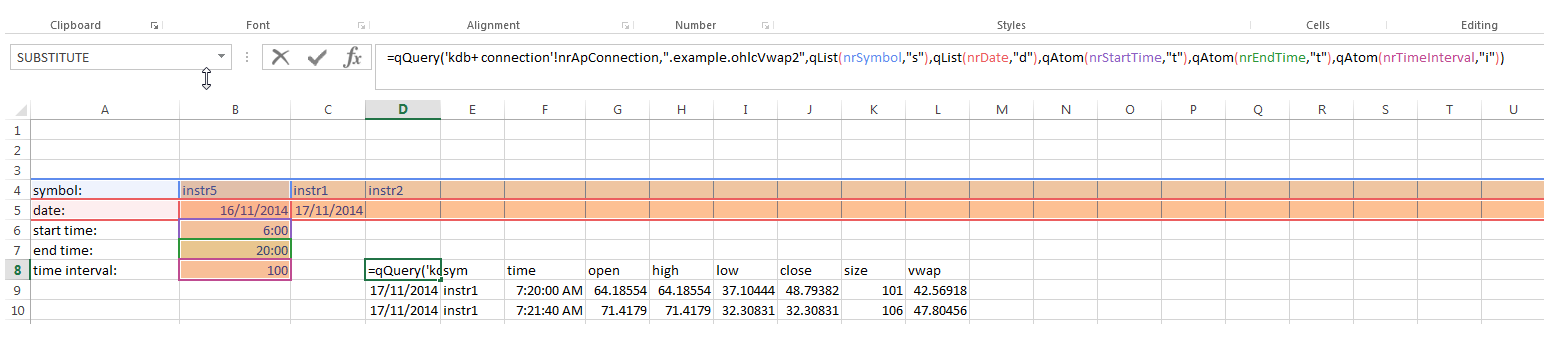 Clipboard Font Alignment Number Styles Cells Editing
SUBSTITUTE =qQuery('kdb+ connection'!nrApConnection,".example.ohlcVwap2",qList(nrSymbol,"s"),qList(nrDate,"d"),qAtom(nrStartTime,"t"),qAtom(nrEndTime,"t"),qAtom(nrTimeInterval,"i"))
A B C D E F G H I J K L M N O P Q R S T U
1
2
3
4 symbol: instr5 instr1 instr2
5 date: 16/11/2014 17/11/2014
6 start time: 6:00
7 end time: 20:00
8 time interval: 100 =qQuery('kd sym time open high low close size vwap
9 17/11/2014 instr1 7:20:00 AM 64.18554 64.18554 37.10444 48.79382 101 42.56918
10 17/11/2014 instr1 7:21:40 AM 71.4179 71.4179 32.30831 32.30831 106 47.80456